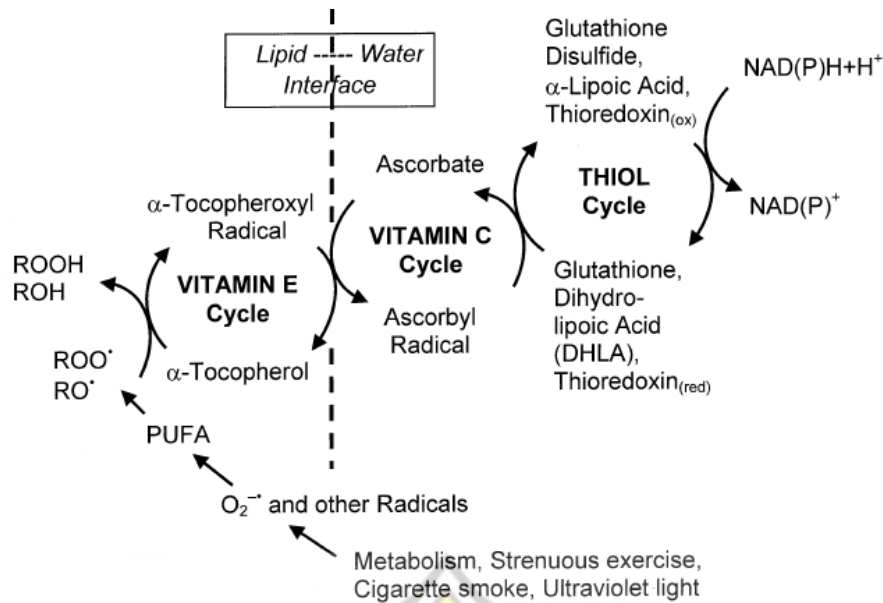 Lipid ----- Water
Interface
Glutathione
Disulfide,
α-Lipoic Acid,
Thioredoxin(ox)
NAD(P)H+H⁺
THIOL
Cycle
NAD(P)⁺
Glutathione,
Dihydro-
lipoic Acid
(DHLA),
Thioredoxin(red)
Ascorbate
VITAMIN C
Cycle
Ascorbyl
Radical
α-Tocopheroxyl
Radical
VITAMIN E
Cycle
α-Tocopherol
ROOH
ROH
ROO•
RO•
PUFA
O₂⁻• and other Radicals
Metabolism, Strenuous exercise,
Cigarette smoke, Ultraviolet light